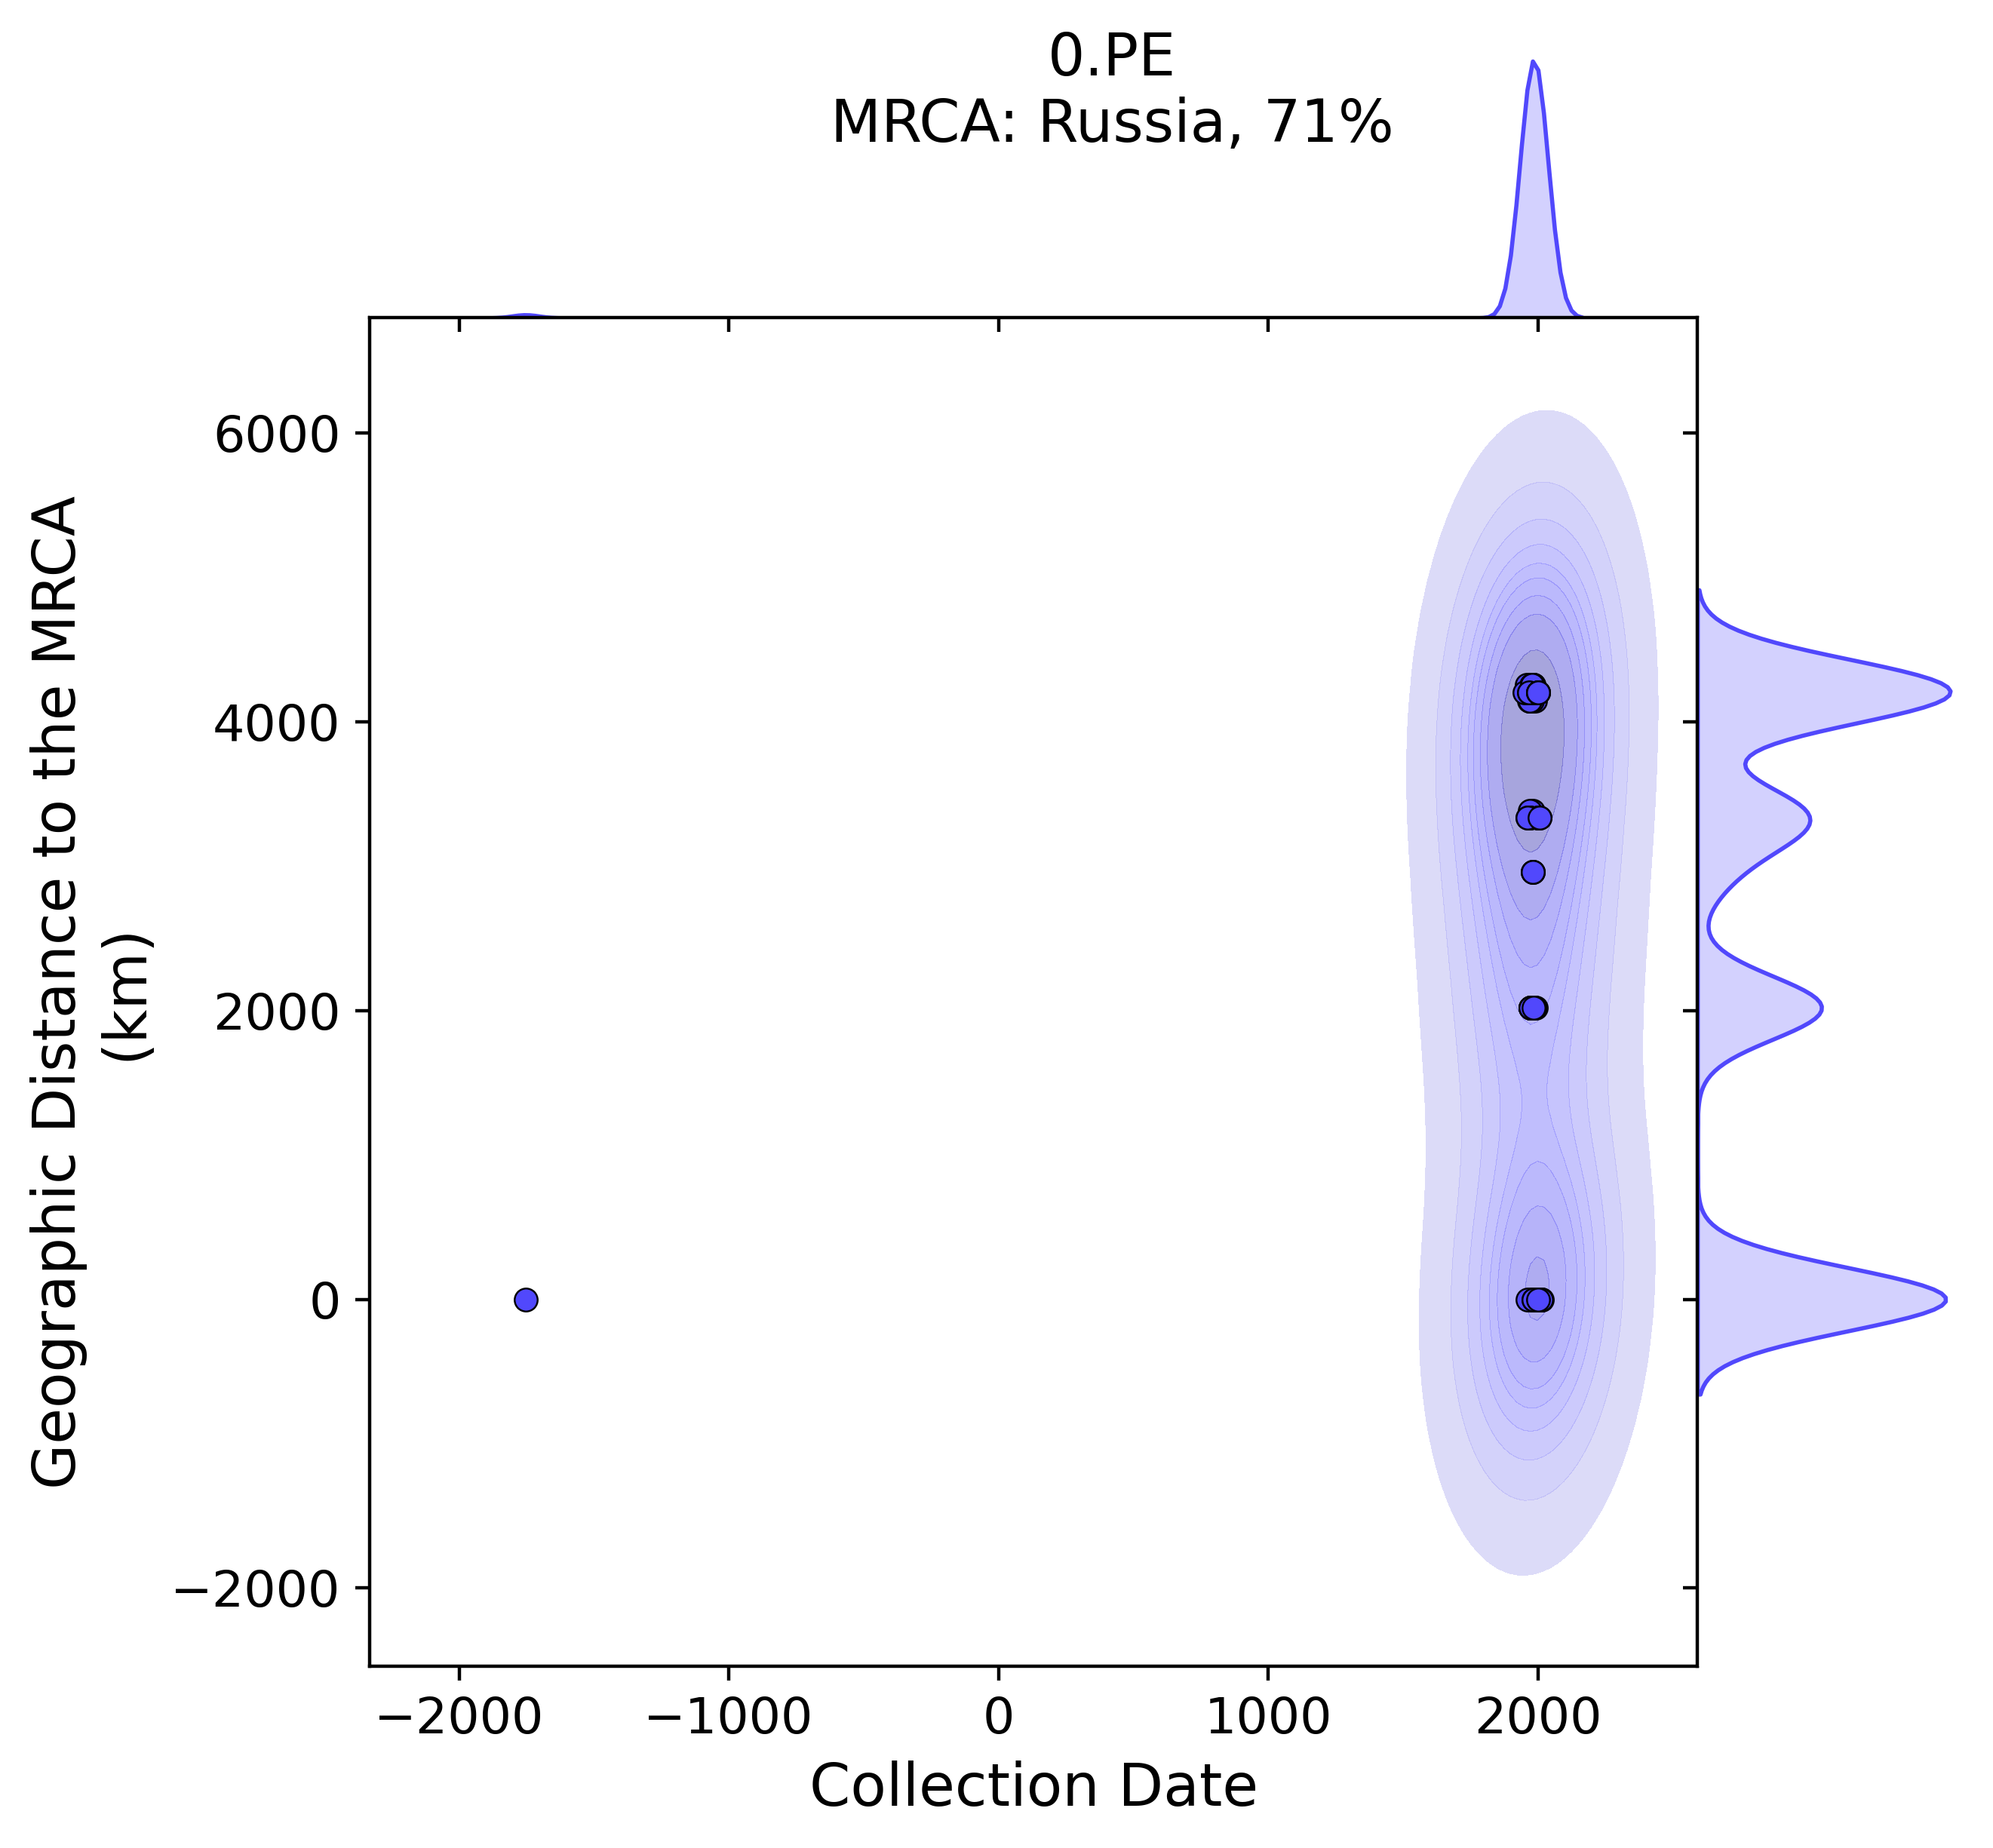 0.PE
MRCA: Russia, 71%
Geographic Distance to the MRCA
(km)
6000
4000
2000
0
−2000
−2000
−1000
0
1000
2000
Collection Date